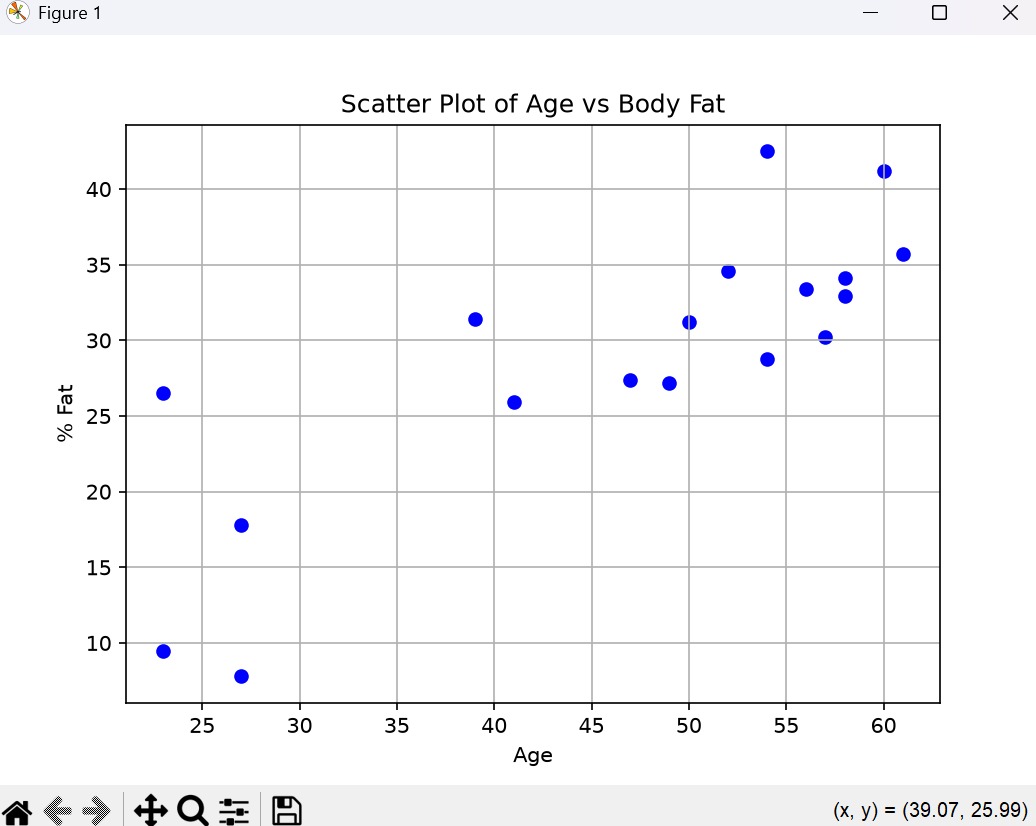 Figure 1
Scatter Plot of Age vs Body Fat
40
35
30
25
20
15
10
% Fat
25 30 35 40 45 50 55 60
Age
(x, y) = (39.07, 25.99)